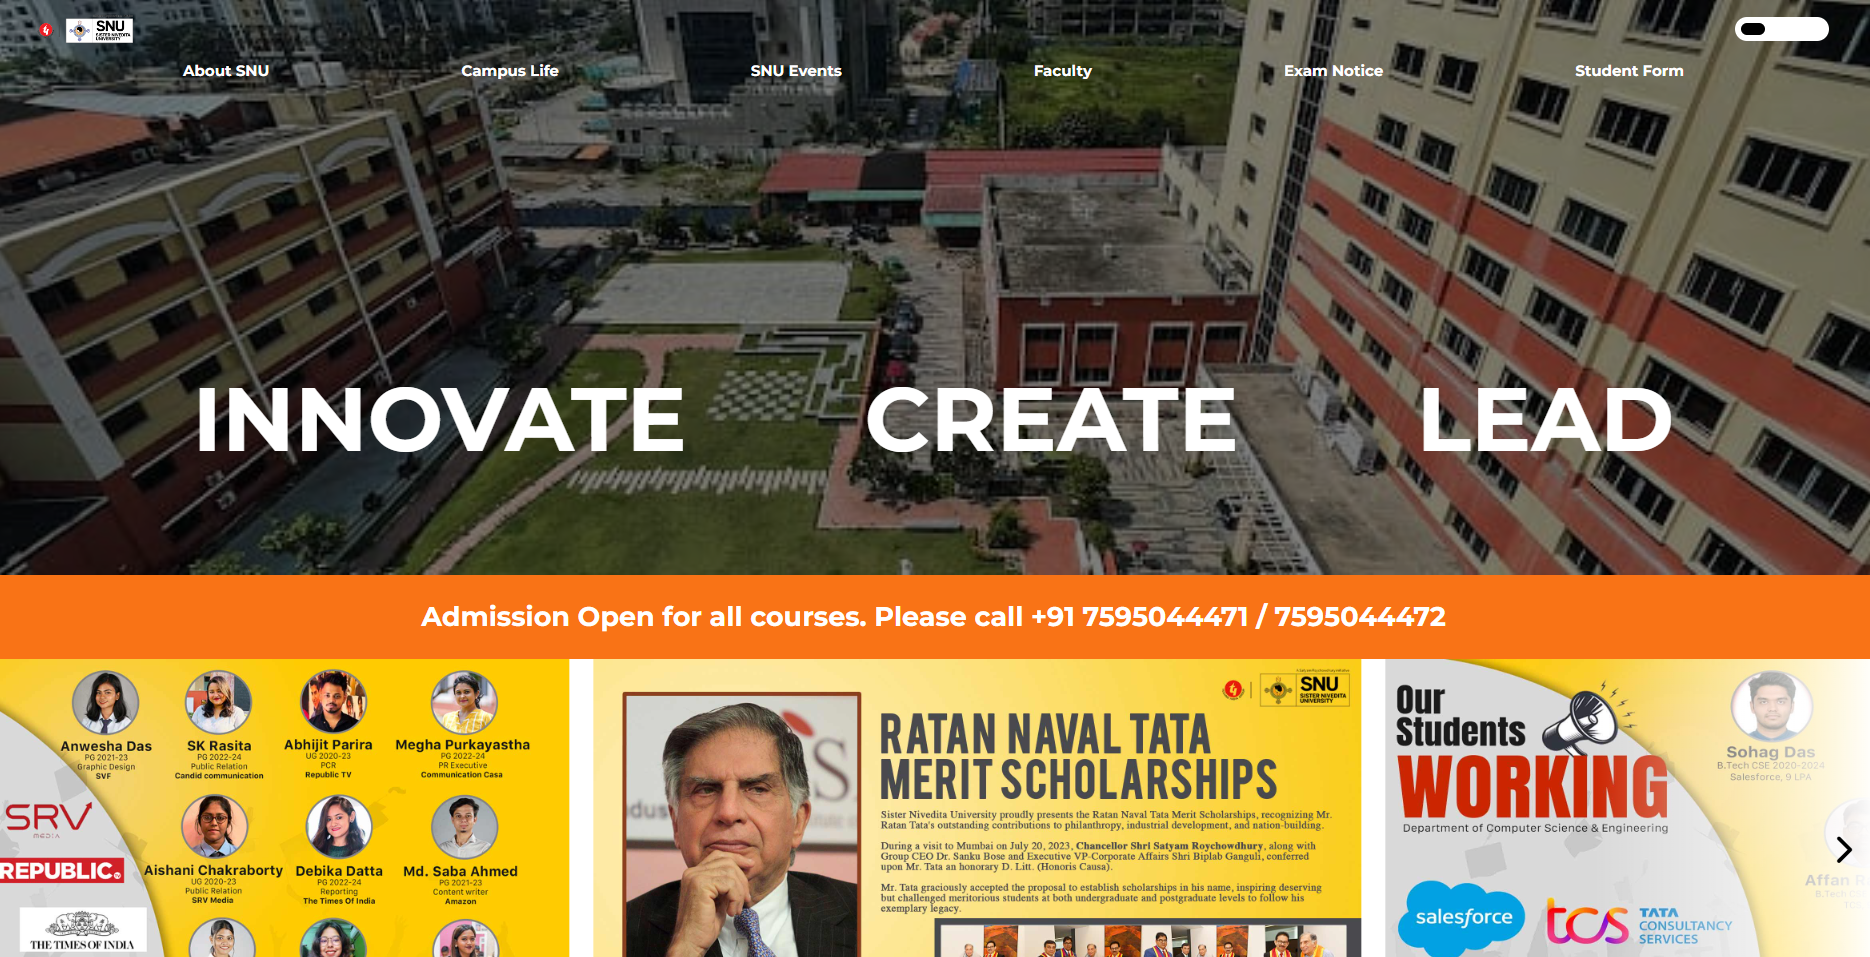 SNU
SISTER NIVEDITA
UNIVERSITY
About SNU
Campus Life
SNU Events
Faculty
Exam Notice
Student Form
INNOVATE
CREATE
LEAD
Admission Open for all courses. Please call +91 7595044471 / 7595044472
Anwesha Das
PG 2021-23
Graphic Design
SVF
SK Rasita
PG 2022-24
Public Relation
Candid communication
Abhijit Parira
UG 2020-23
PCR
Republic TV
Megha Purkayastha
PG 2022-24
PR Executive
Communication Casa
SRV
MEDIA
REPUBLIC.
THE TIMES OF INDIA
Aishani Chakraborty
UG 2020-23
Public Relation
SRV Media
Debika Datta
PG 2022-24
Reporting
The Times Of India
Md. Saba Ahmed
PG 2021-23
Content writer
Amazon
SNU
SISTER NIVEDITA
UNIVERSITY
RATAN NAVAL TATA
MERIT SCHOLARSHIPS
Sister Nivedita University proudly presents the Ratan Naval Tata Merit Scholarships, recognizing Mr.
Ratan Tata's outstanding contributions to philanthropy, industrial development, and nation-building.
During a visit to Mumbai on July 20, 2023, Chancellor Shri Satyam Roychowdhury, along with
Group CEO Dr. Sanku Bose and Executive VP-Corporate Affairs Shri Biplab Ganguli, conferred
upon Mr. Tata an honorary D. Litt. (Honoris Causa).
Mr. Tata graciously accepted the proposal to establish scholarships in his name, inspiring deserving
but challenged meritorious students at both undergraduate and postgraduate levels to follow his
exemplary legacy.
Our
Students
WORKING
Department of Computer Science & Engineering
salesforce
tcs
TATA
CONSULTANCY
SERVICES
Sohag Das
B.Tech CSE 2020-2024
Salesforce, 9 LPA
Affan